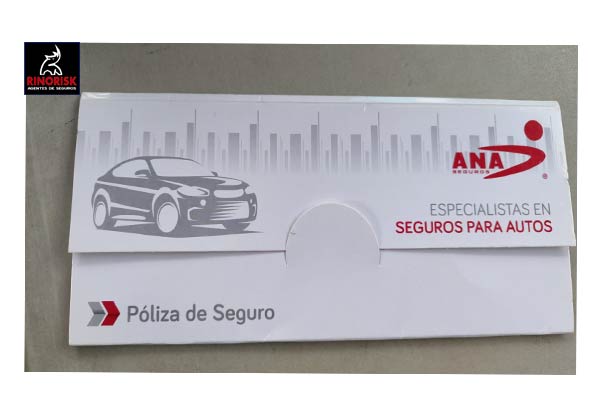 RINORISK
AGENTES DE SEGUROS
ANA
SEGUROS
®
ESPECIALISTAS EN
SEGUROS PARA AUTOS
Póliza de Seguro